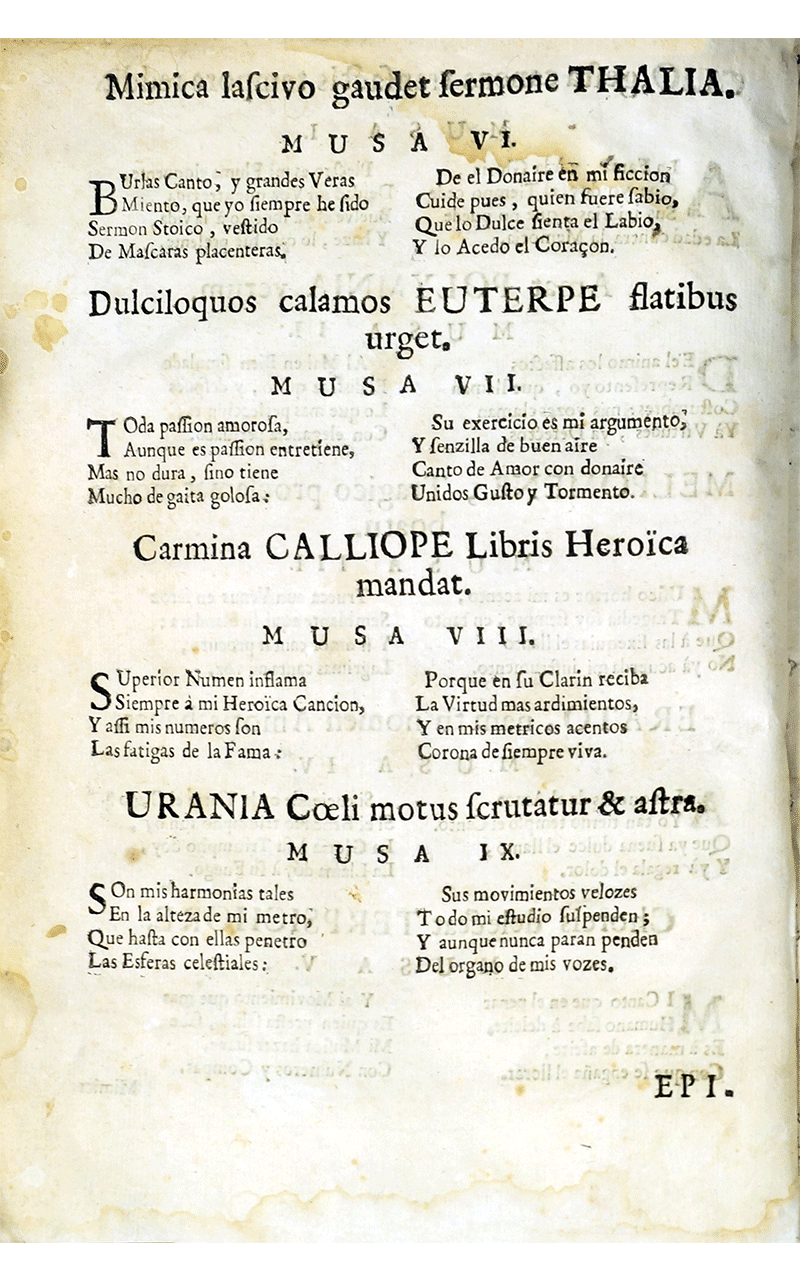 Mimica laſcivo gaudet ſermone THALIA.
MUSA VI.
BUrlas Canto, y grandes Veras
Miento, que yo ſiempre he ſido
Sermon Stoico, veſtido
De Maſcaras placenteras.
De el Donaire en mi ficcion
Cuide pues, quien fuere ſabio,
Que lo Dulce ſienta el Labio,
Y lo Acedo el Coraçon.
Dulciloquos calamos EUTERPE flatibus
urget.
MUSA VII.
TOda paſſion amoroſa,
Aunque es paſſion entretiene,
Mas no dura, ſino tiene
Mucho de gaita goloſa:
Su exercicio es mi argumento,
Y ſenzilla de buen aire
Canto de Amor con donaire
Unidos Guſto y Tormento.
Carmina CALLIOPE Libris Heroïca
mandat.
MUSA VIII.
SUperior Numen inflama
Siempre à mi Heroïca Cancion,
Y aſſi mis numeros ſon
Las fatigas de la Fama:
Porque en ſu Clarin reciba
La Virtud mas ardimientos,
Y en mis metricos acentos
Corona de ſiempre viva.
URANIA Cœli motus ſcrutatur & aſtra.
MUSA IX.
SOn mis harmonias tales
En la alteza de mi metro,
Que haſta con ellas penetro
Las Esferas celeſtiales:
Sus movimientos velozes
Todo mi eſtudio ſuſpenden;
Y aunque nunca paran penden
Del organo de mis vozes.
EPI.